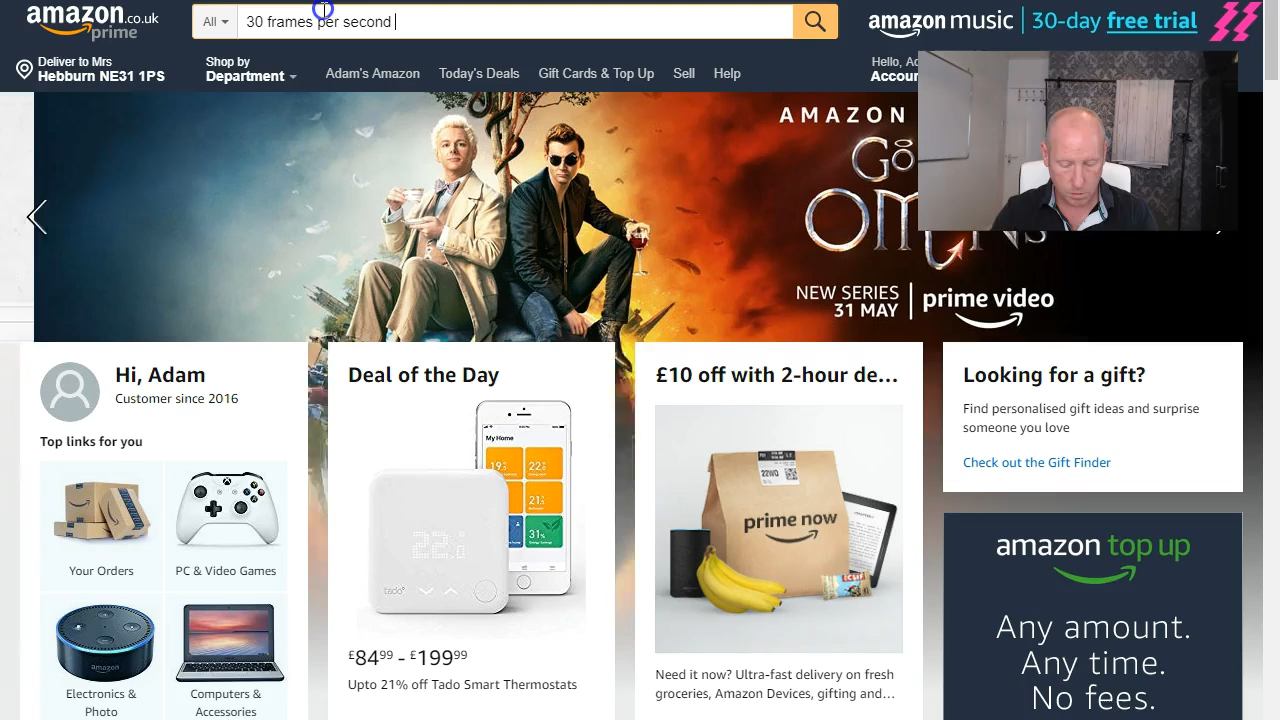 amazon.co.uk
prime
All
30 frames per second
amazon music | 30-day free trial
Deliver to Mrs
Hebburn NE31 1PS
Shop by
Department
Adam's Amazon
Today's Deals
Gift Cards & Top Up
Sell
Help
Hello,
AMAZON
NEW SERIES
31 MAY
prime video
Hi, Adam
Customer since 2016
Top links for you
Your Orders
PC & Video Games
amazon
Electronics &
Photo
Computers &
Accessories
Deal of the Day
My Home
tado°
£84.99 - £199.99
Upto 21% off Tado Smart Thermostats
£10 off with 2-hour de...
22WQ
prime now
CLIF
Need it now? Ultra-fast delivery on fresh
groceries, Amazon Devices, gifting and...
Looking for a gift?
Find personalised gift ideas and surprise
someone you love
Check out the Gift Finder
amazon top up
Any amount.
Any time.
No fees.